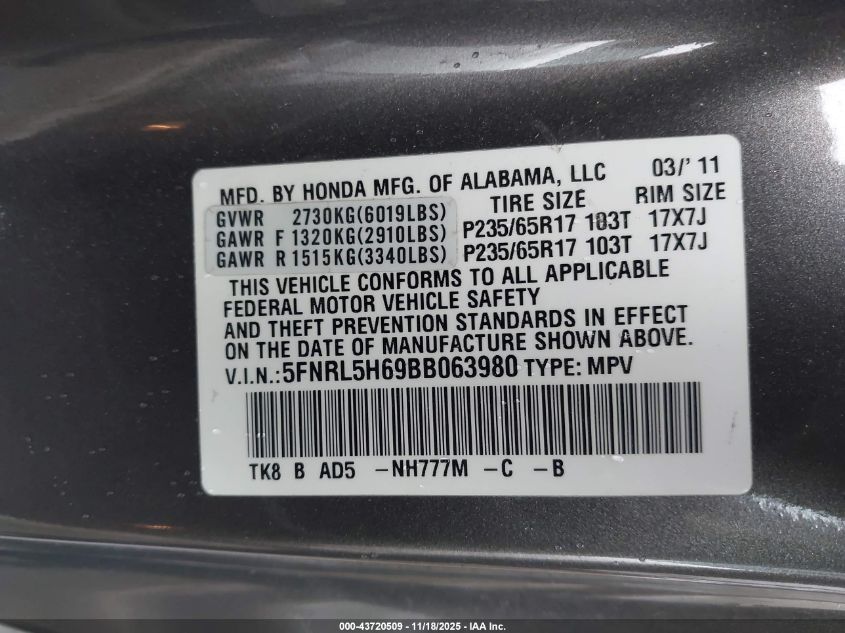 MFD. BY HONDA MFG. OF ALABAMA, LLC 03/'11
TIRE SIZE RIM SIZE
GVWR 2730KG(6019LBS)
GAWR F 1320KG(2910LBS) P235/65R17 103T 17X7J
GAWR R 1515KG(3340LBS) P235/65R17 103T 17X7J
THIS VEHICLE CONFORMS TO ALL APPLICABLE
FEDERAL MOTOR VEHICLE SAFETY
AND THEFT PREVENTION STANDARDS IN EFFECT
ON THE DATE OF MANUFACTURE SHOWN ABOVE.
V.I.N.:5FNRL5H69BB063980 TYPE: MPV
TK8 B AD5 -NH777M -C -B
000-43720509 - 11/18/2025 - IAA Inc.